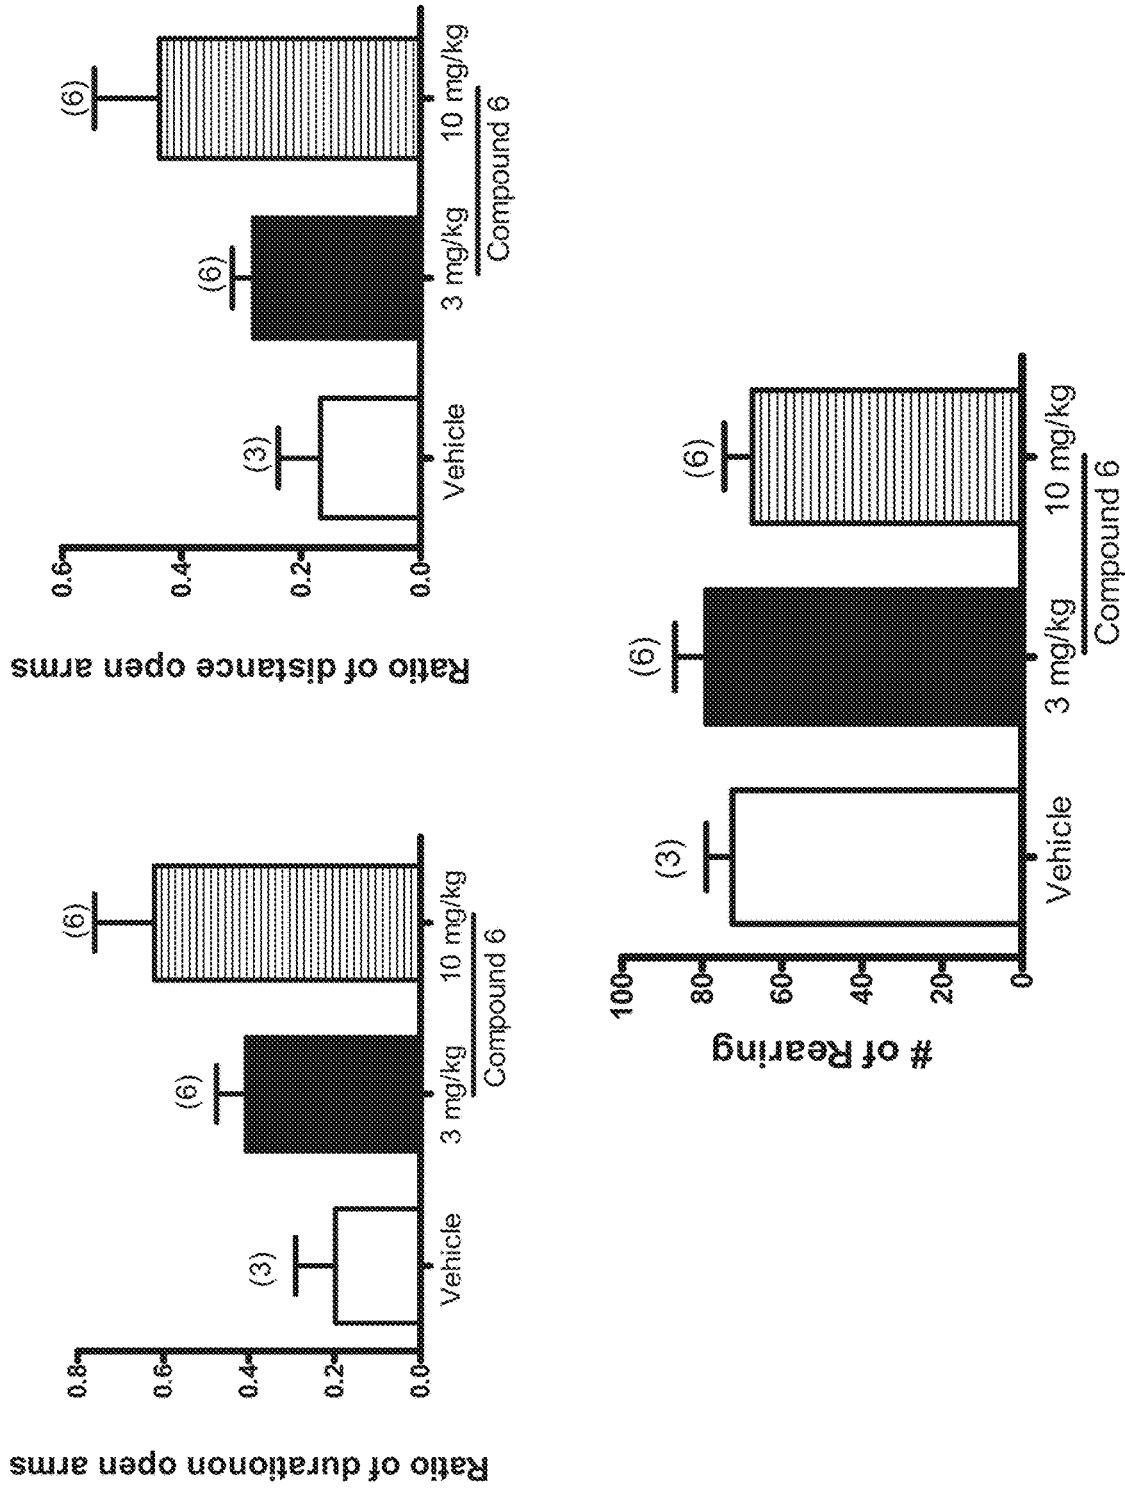 Ratio of durationon open arms
0.8
0.6
0.4
0.2
0.0
(3)
(6)
(6)
Vehicle
3 mg/kg
10 mg/kg
Compound 6
Ratio of distance open arms
0.6
0.4
0.2
0.0
(3)
(6)
(6)
Vehicle
3 mg/kg
10 mg/kg
Compound 6
# of Rearing
100
80
60
40
20
0
(3)
(6)
(6)
Vehicle
3 mg/kg
10 mg/kg
Compound 6